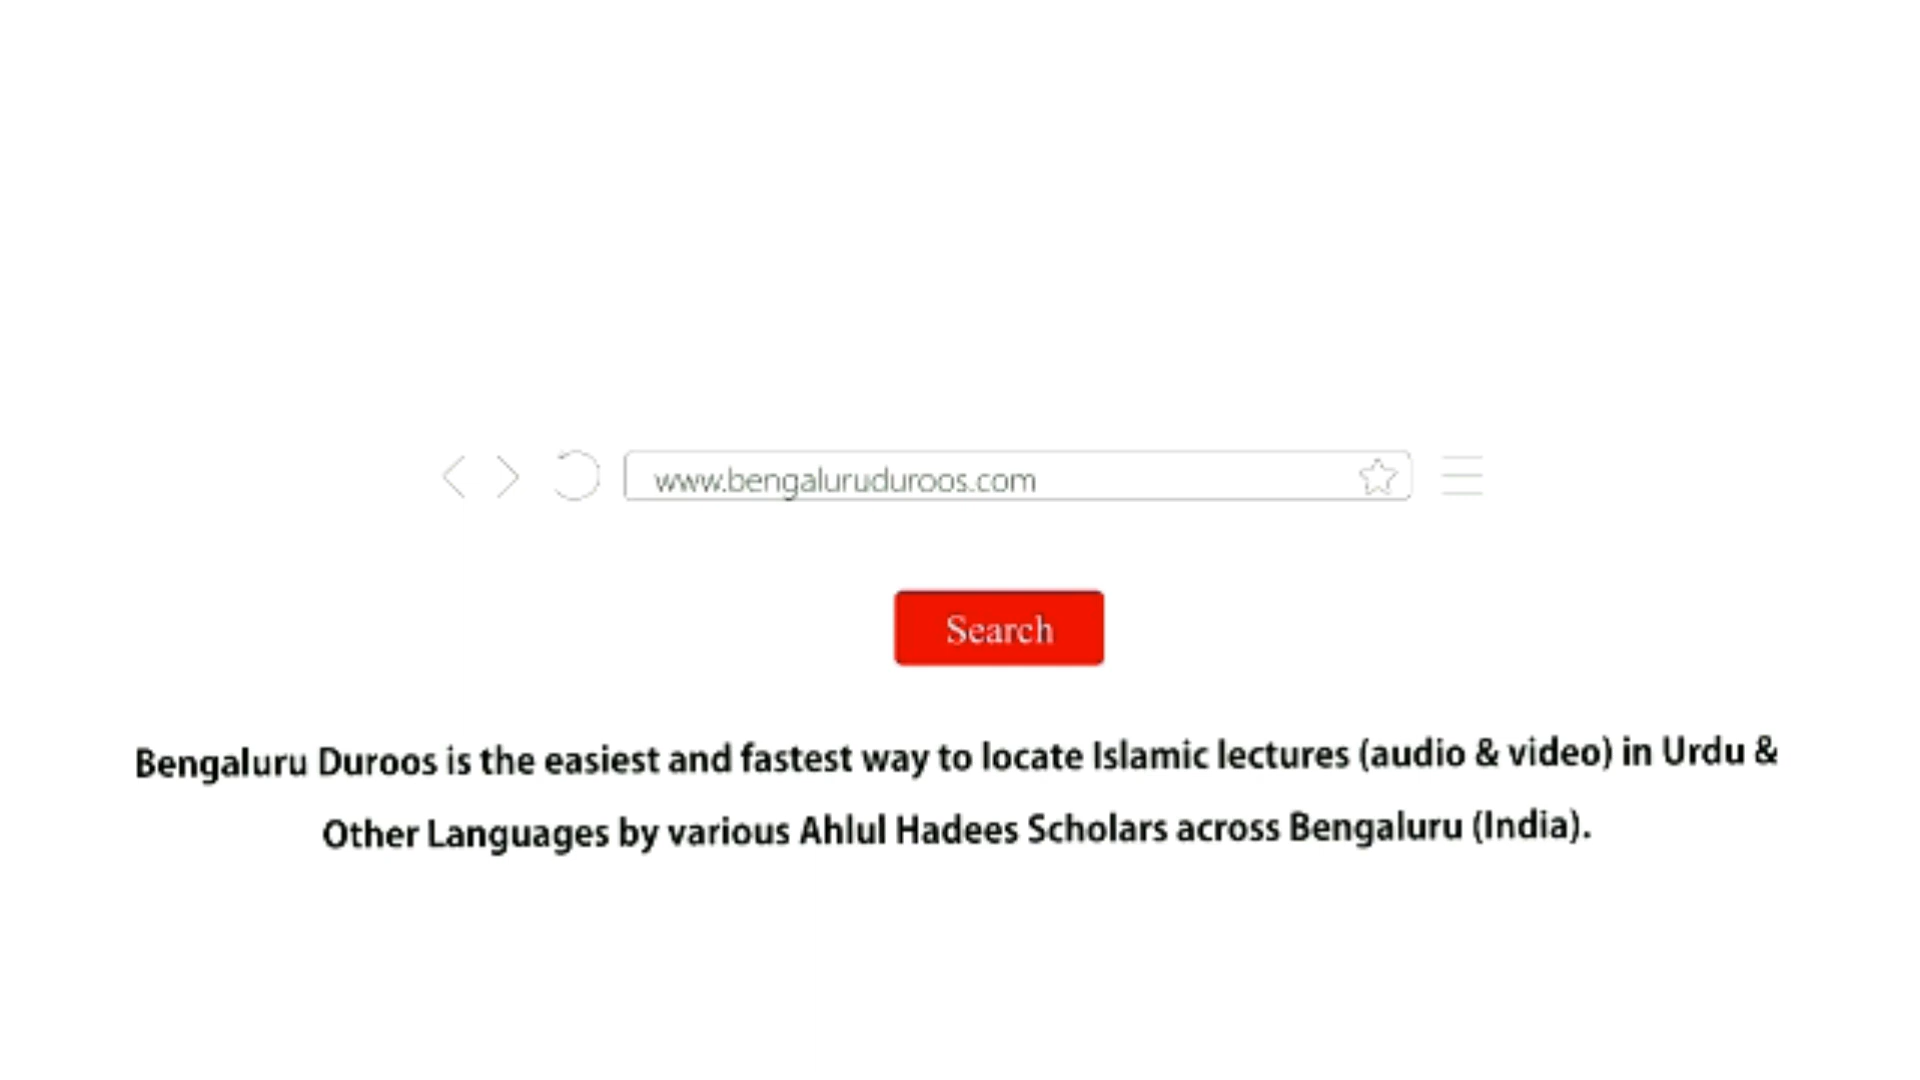 www.bengaluruduroos.com
Search
Bengaluru Duroos is the easiest and fastest way to locate Islamic lectures (audio & video) in Urdu &
Other Languages by various Ahlul Hadees Scholars across Bengaluru (India).